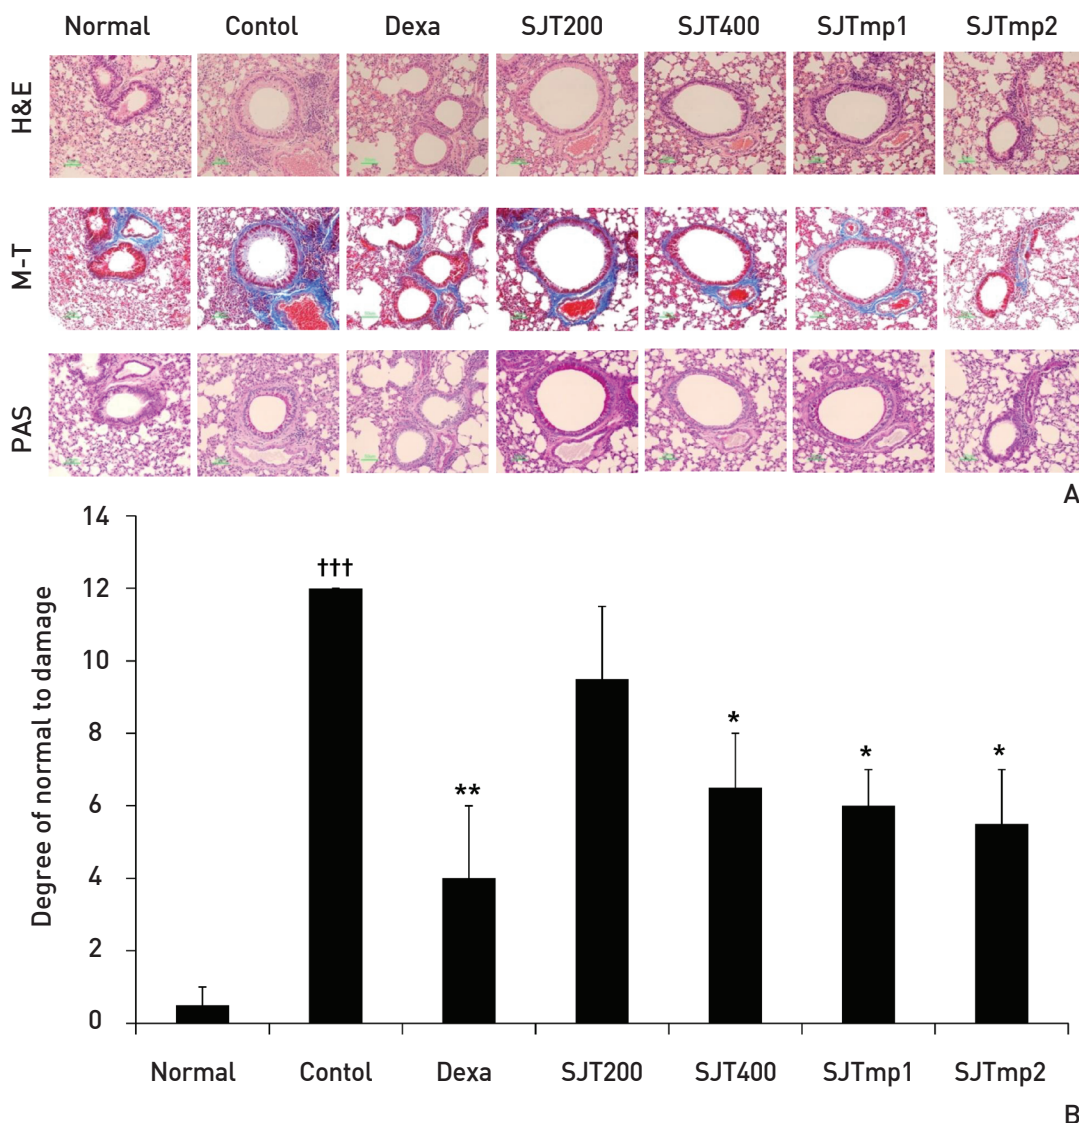 Normal Contol Dexa SJT200 SJT400 SJTmp1 SJTmp2
H&E
M-T
PAS
A
14
12
10
8
6
4
2
0
Degree of normal to damage
†††
**
*
*
*
Normal Contol Dexa SJT200 SJT400 SJTmp1 SJTmp2
B